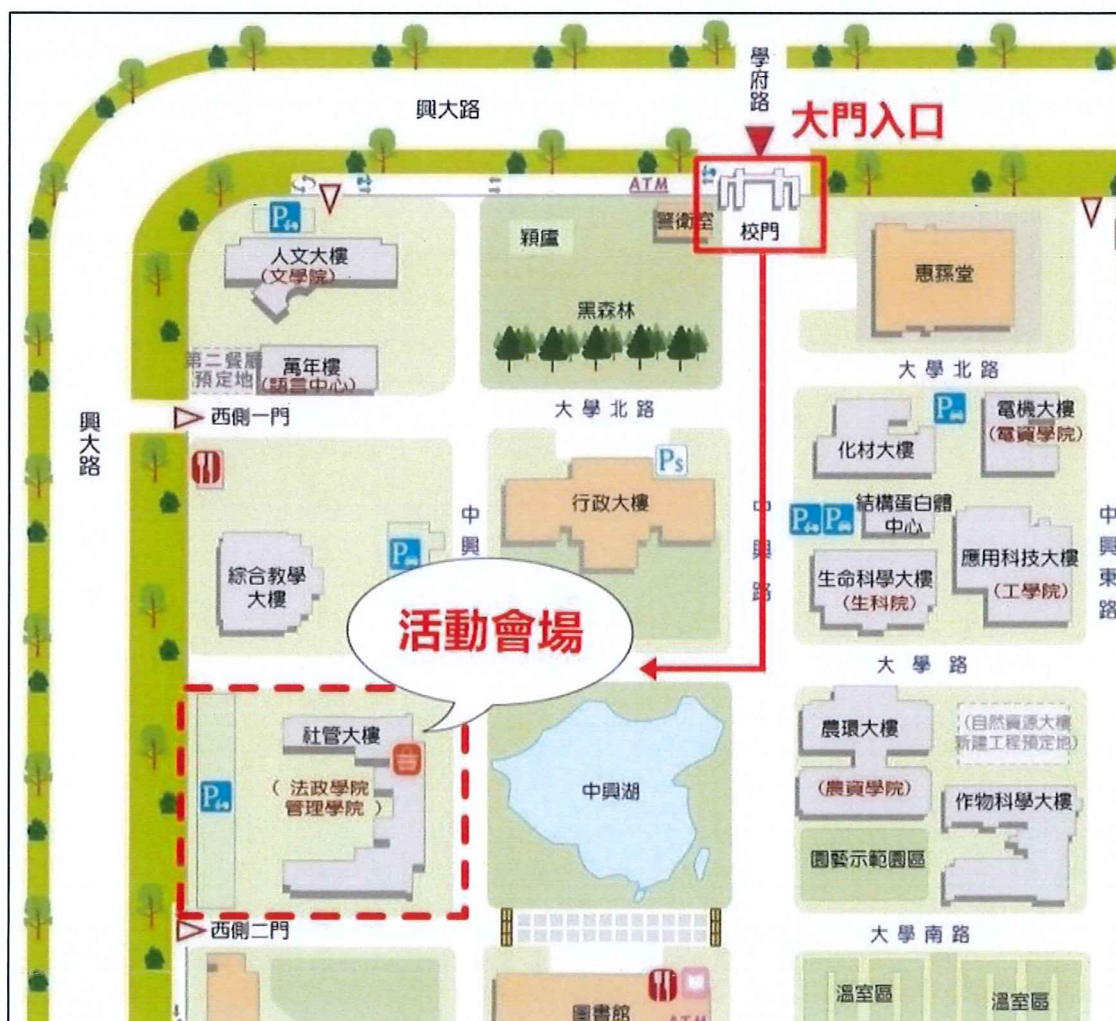 學府路
興大路
大門入口
ATM
警衛室
校門
穎廬
人文大樓
(文學院)
惠蓀堂
黑森林
第二餐廳
預定地
萬年樓
(語言中心)
大學北路
大學北路
西側一門
興大路
電機大樓
(電資學院)
化材大樓
行政大樓
中興
中興路
結構蛋白體
中心
應用科技大樓
(工學院)
中興東路
綜合教學
大樓
生命科學大樓
(生科院)
活動會場
大學路
社管大樓
(法政學院
管理學院)
中興湖
農環大樓
(農資學院)
(自然資源大樓
新建工程預定地)
作物科學大樓
園藝示範園區
西側二門
大學南路
溫室區
溫室區
圖書館
ATM